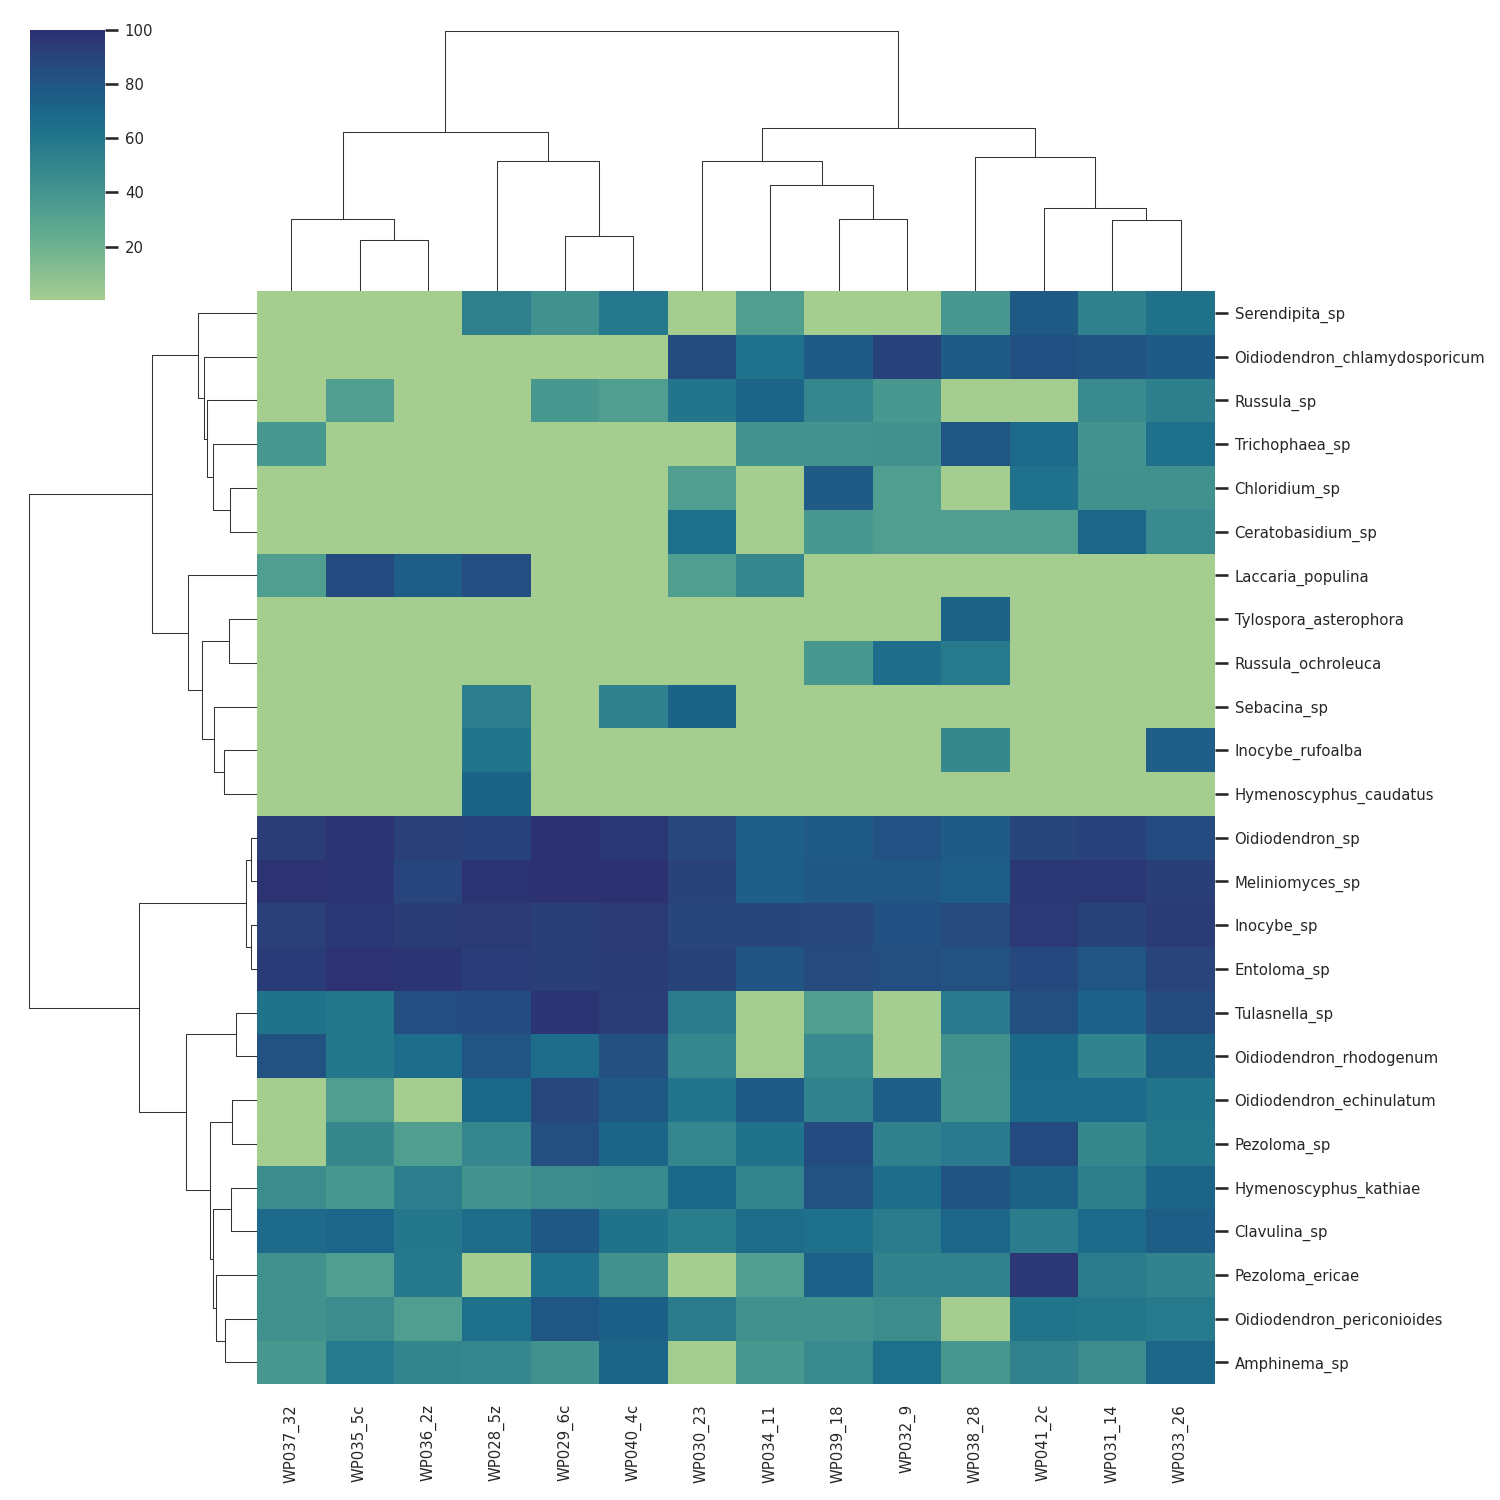 100
80
60
40
20
Serendipita_sp
Oidiodendron_chlamydosporicum
Russula_sp
Trichophaea_sp
Chloridium_sp
Ceratobasidium_sp
Laccaria_populina
Tylospora_asterophora
Russula_ochroleuca
Sebacina_sp
Inocybe_rufoalba
Hymenoscyphus_caudatus
Oidiodendron_sp
Meliniomyces_sp
Inocybe_sp
Entoloma_sp
Tulasnella_sp
Oidiodendron_rhodogenum
Oidiodendron_echinulatum
Pezoloma_sp
Hymenoscyphus_kathiae
Clavulina_sp
Pezoloma_ericae
Oidiodendron_periconioides
Amphinema_sp
WP037_32
WP035_5c
WP036_2z
WP028_5z
WP029_6c
WP040_4c
WP030_23
WP034_11
WP039_18
WP032_9
WP038_28
WP041_2c
WP031_14
WP033_26